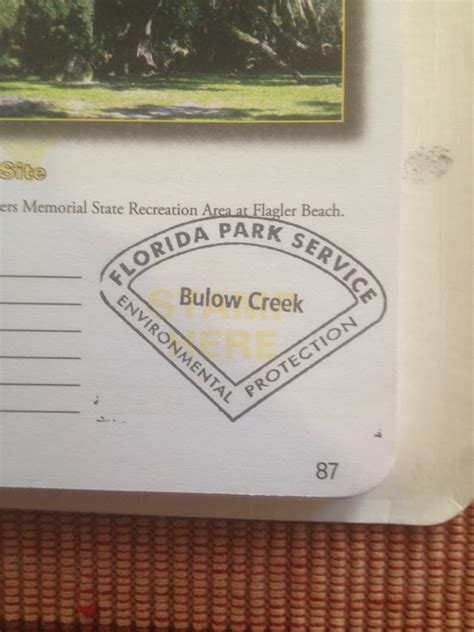 Site
ers Memorial State Recreation Area at Flagler Beach.
FLORIDA PARK SERVICE
Bulow Creek
STAMP
HERE
ENVIRONMENTAL PROTECTION
87